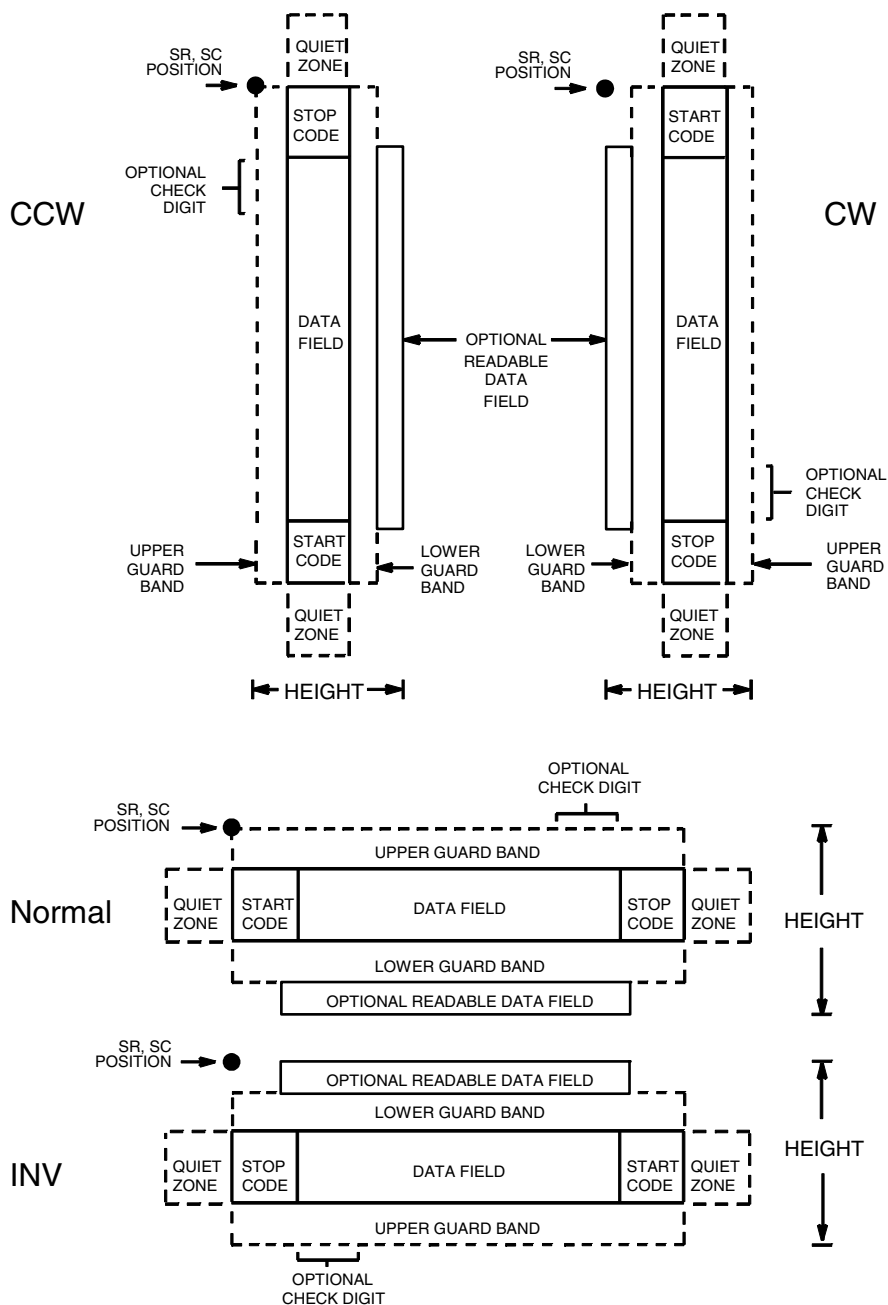 QUIET
ZONE
SR, SC
POSITION
STOP
CODE
OPTIONAL
CHECK
DIGIT
CCW
DATA
FIELD
START
CODE
UPPER
GUARD
BAND
LOWER
GUARD
BAND
QUIET
ZONE
HEIGHT
OPTIONAL
READABLE
DATA
FIELD
QUIET
ZONE
SR, SC
POSITION
START
CODE
CW
DATA
FIELD
OPTIONAL
CHECK
DIGIT
STOP
CODE
LOWER
GUARD
BAND
UPPER
GUARD
BAND
QUIET
ZONE
HEIGHT
OPTIONAL
CHECK DIGIT
SR, SC
POSITION
UPPER GUARD BAND
Normal
QUIET
ZONE
START
CODE
DATA FIELD
STOP
CODE
QUIET
ZONE
HEIGHT
LOWER GUARD BAND
OPTIONAL READABLE DATA FIELD
SR, SC
POSITION
OPTIONAL READABLE DATA FIELD
LOWER GUARD BAND
INV
QUIET
ZONE
STOP
CODE
DATA FIELD
START
CODE
QUIET
ZONE
HEIGHT
UPPER GUARD BAND
OPTIONAL
CHECK DIGIT